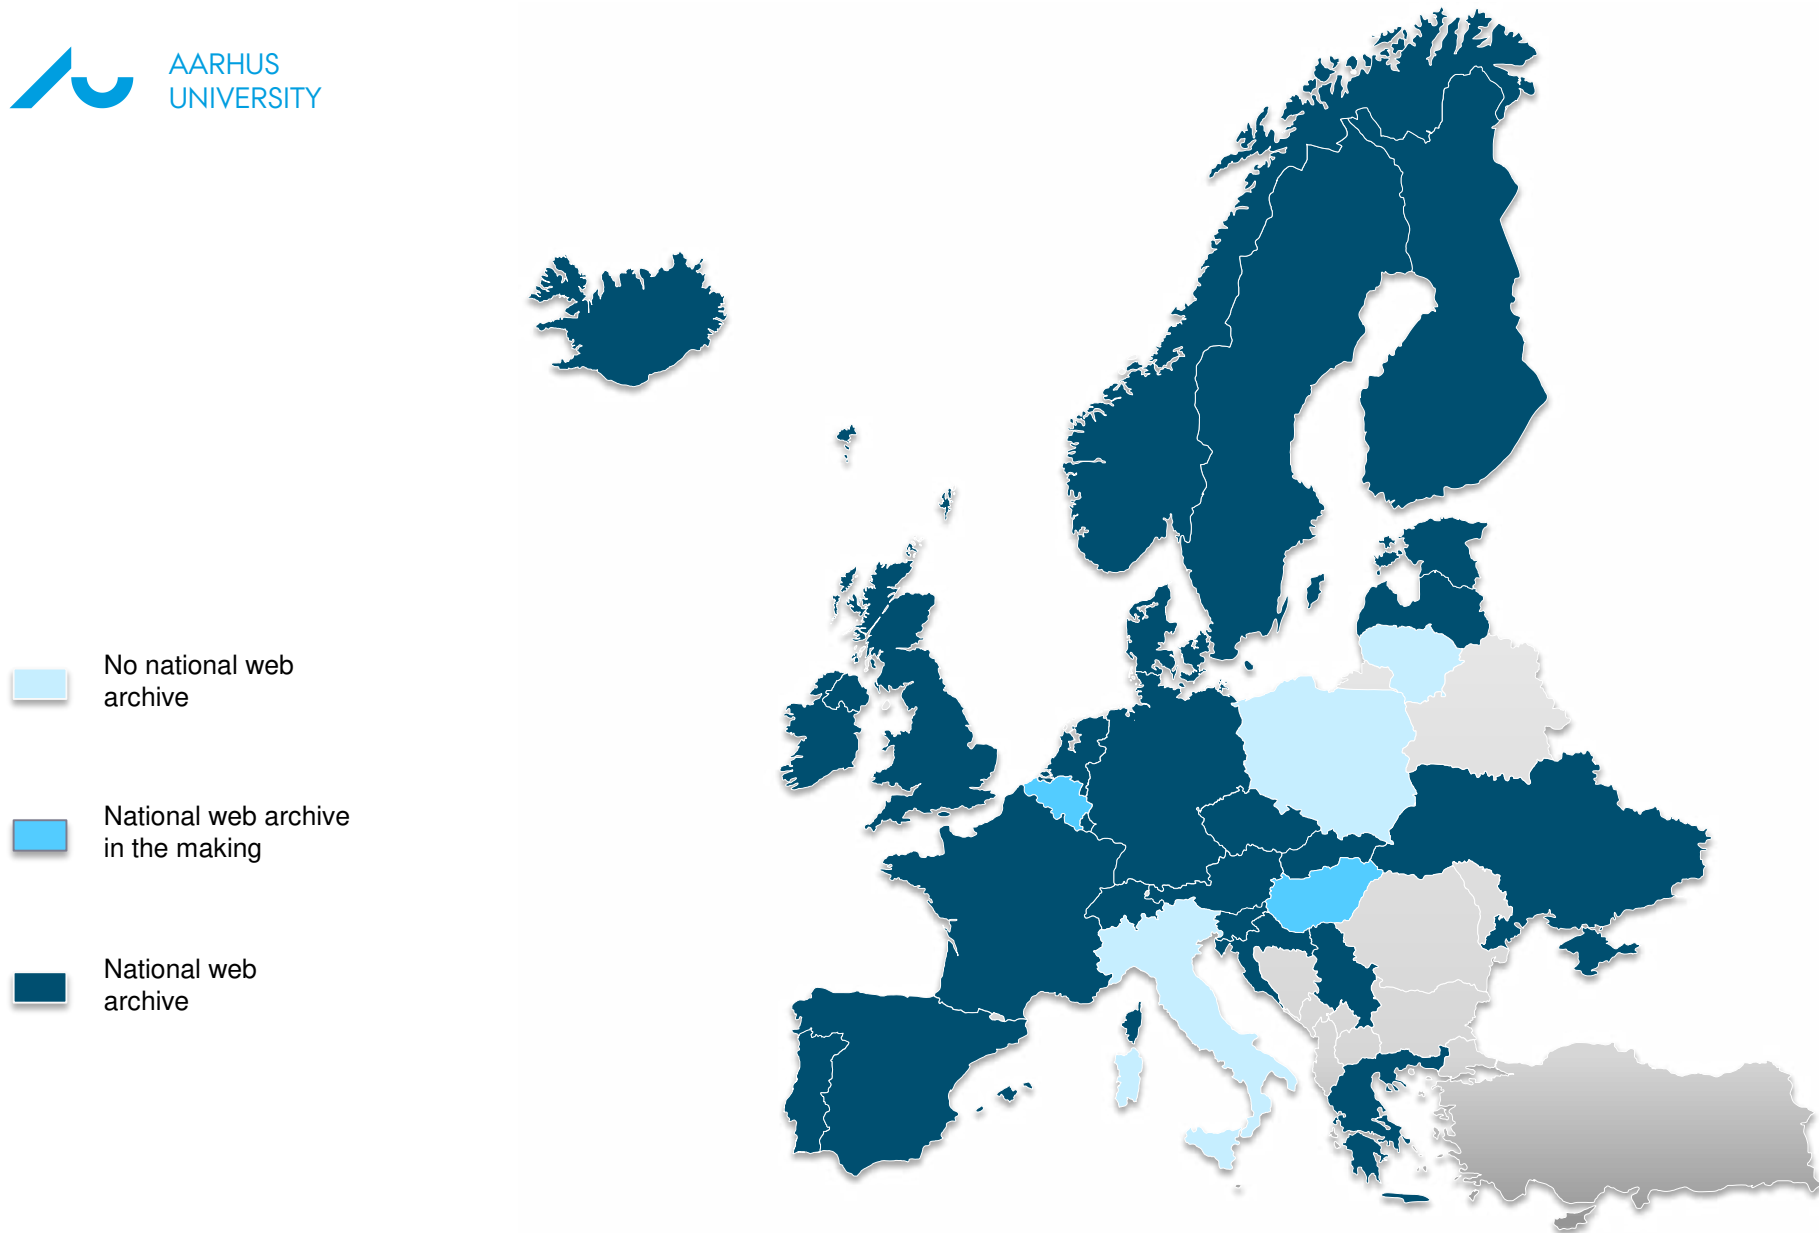 AARHUS
UNIVERSITY
No national web
archive
National web archive
in the making
National web
archive